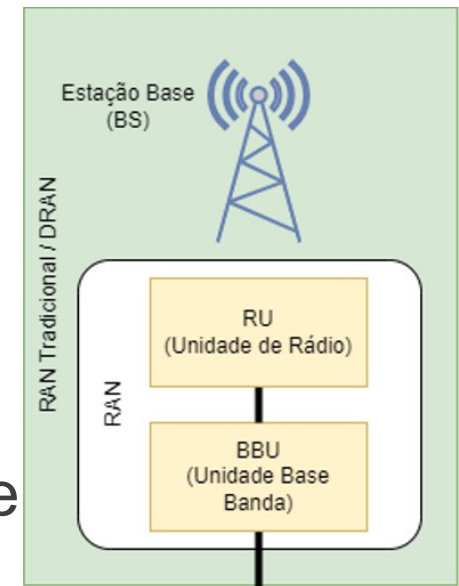 Estação Base
(BS)
RAN Tradicional / DRAN
RAN
RU
(Unidade de Rádio)
BBU
(Unidade Base
Banda)
e